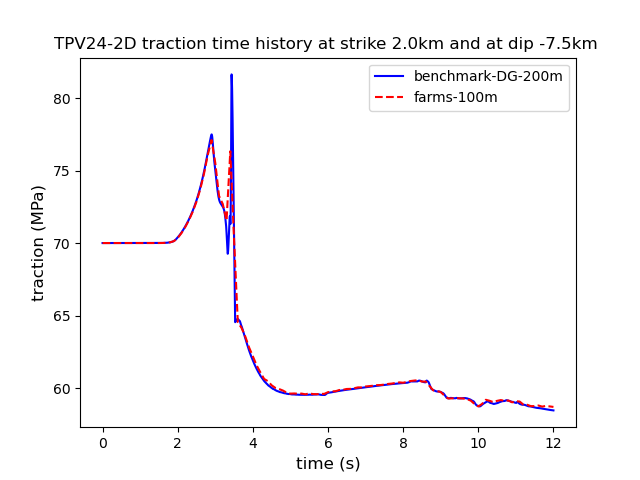 TPV24-2D traction time history at strike 2.0km and at dip -7.5km
benchmark-DG-200m
farms-100m
80
75
70
65
60
traction (MPa)
0 2 4 6 8 10 12
time (s)